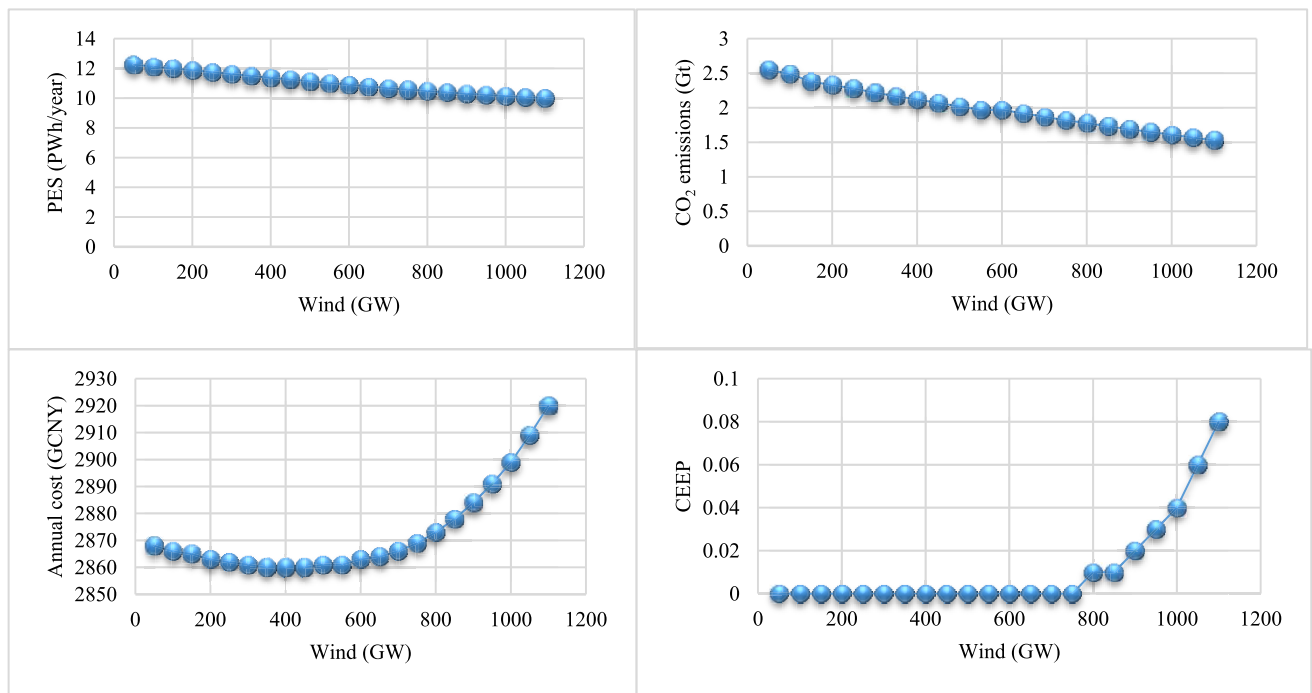 PES (PWh/year)
14
12
10
8
6
4
2
0
0 200 400 600 800 1000 1200
Wind (GW)
CO₂ emissions (Gt)
3
2.5
2
1.5
1
0.5
0
0 200 400 600 800 1000 1200
Wind (GW)
Annual cost (GCNY)
2930
2920
2910
2900
2890
2880
2870
2860
2850
0 200 400 600 800 1000 1200
Wind (GW)
CEEP
0.1
0.08
0.06
0.04
0.02
0
0 200 400 600 800 1000 1200
Wind (GW)